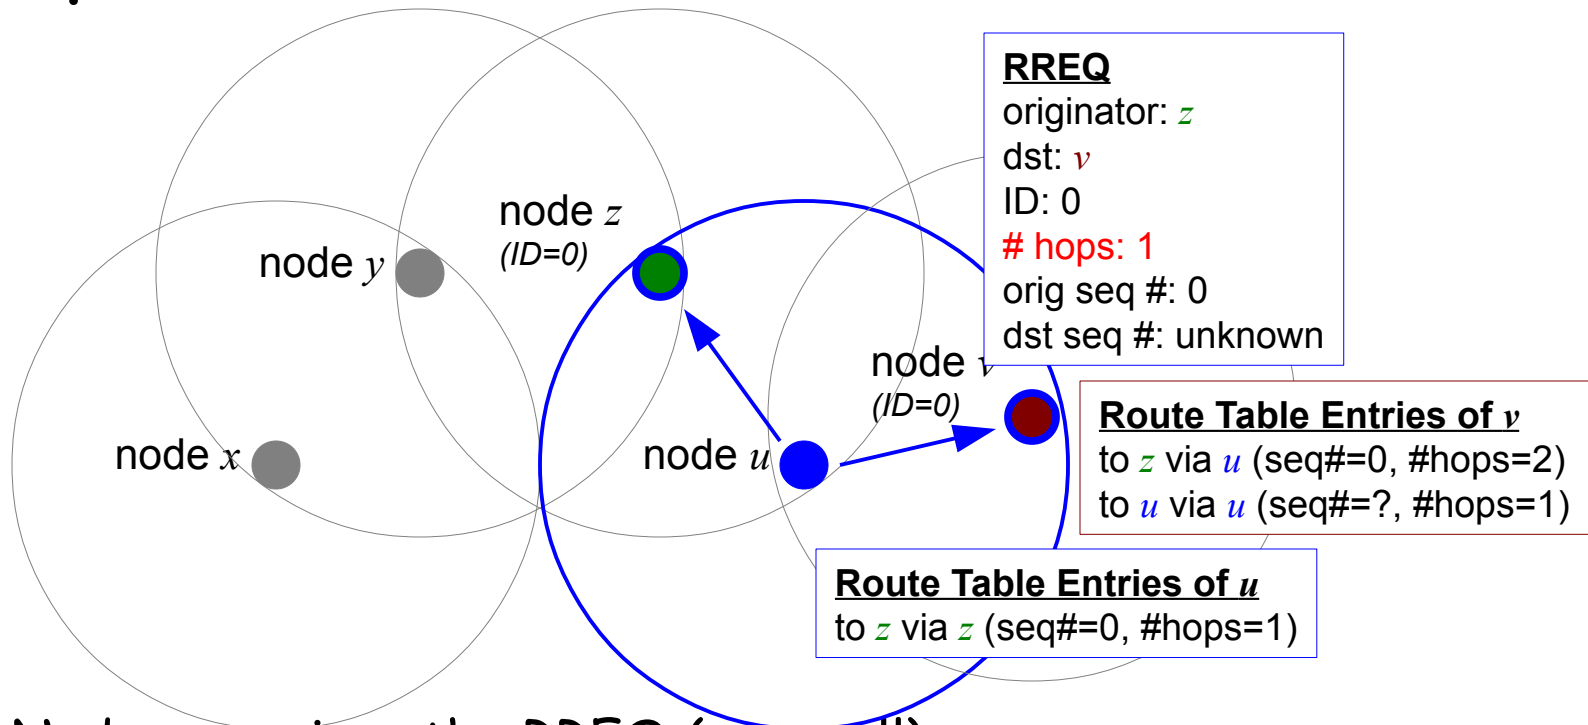 RREQ
originator: z
dst: v
ID: 0
# hops: 1
orig seq #: 0
dst seq #: unknown
node z
(ID=0)
node y
node v
(ID=0)
node x
node u
Route Table Entries of v
to z via u (seq#=0, #hops=2)
to u via u (seq#=?, #hops=1)
Route Table Entries of u
to z via z (seq#=0, #hops=1)
the RREQ